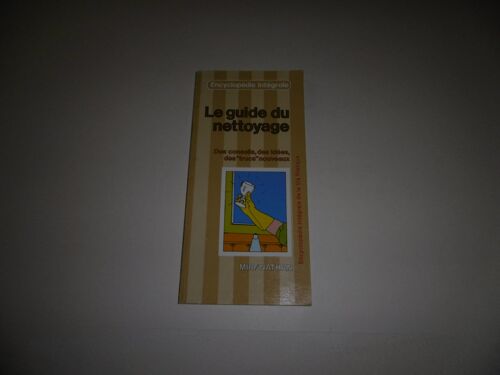 Encyclopédie intégrale
Le guide du
nettoyage
Des conseils, des idées,
des "trucs" nouveaux
Encyclopédie intégrale de la Vie Pratique
NATHAN